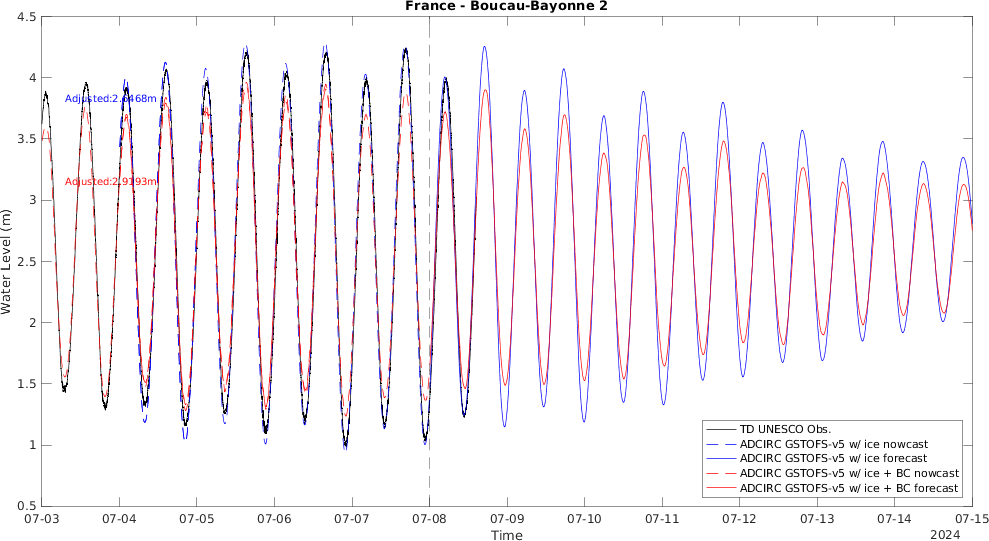 France - Boucau-Bayonne 2
4.5
4
3.5
3
2.5
2
1.5
1
0.5
Water Level (m)
Adjusted:2.9193m
07-03
07-04
07-05
07-06
07-07
07-08
07-09
07-10
07-11
07-12
07-13
07-14
07-15
Time
2024
TD UNESCO Obs.
ADCIRC GSTOFS-v5 w/ ice nowcast
ADCIRC GSTOFS-v5 w/ ice forecast
ADCIRC GSTOFS-v5 w/ ice + BC nowcast
ADCIRC GSTOFS-v5 w/ ice + BC forecast